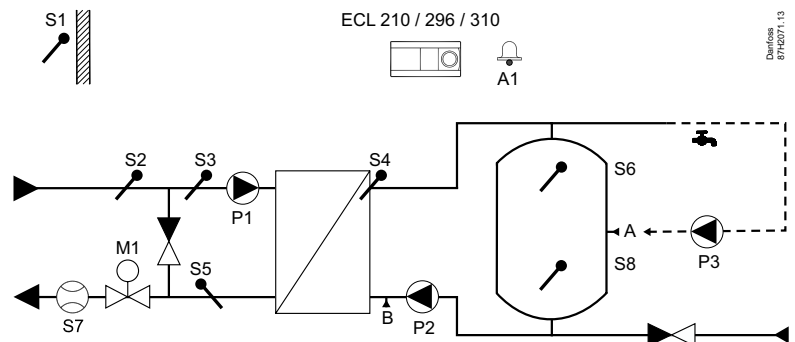 S1
ECL 210 / 296 / 310
A1
Danfoss
87H2071.13
S2
S3
S4
S6
P1
A
P3
M1
S5
S8
S7
B
P2